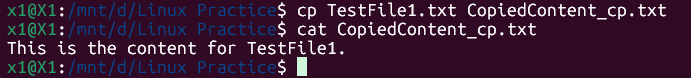 x1@X1:/mnt/d/Linux Practice$ cp TestFile1.txt CopiedContent_cp.txt
x1@X1:/mnt/d/Linux Practice$ cat CopiedContent_cp.txt
This is the content for TestFile1.
x1@X1:/mnt/d/Linux Practice$